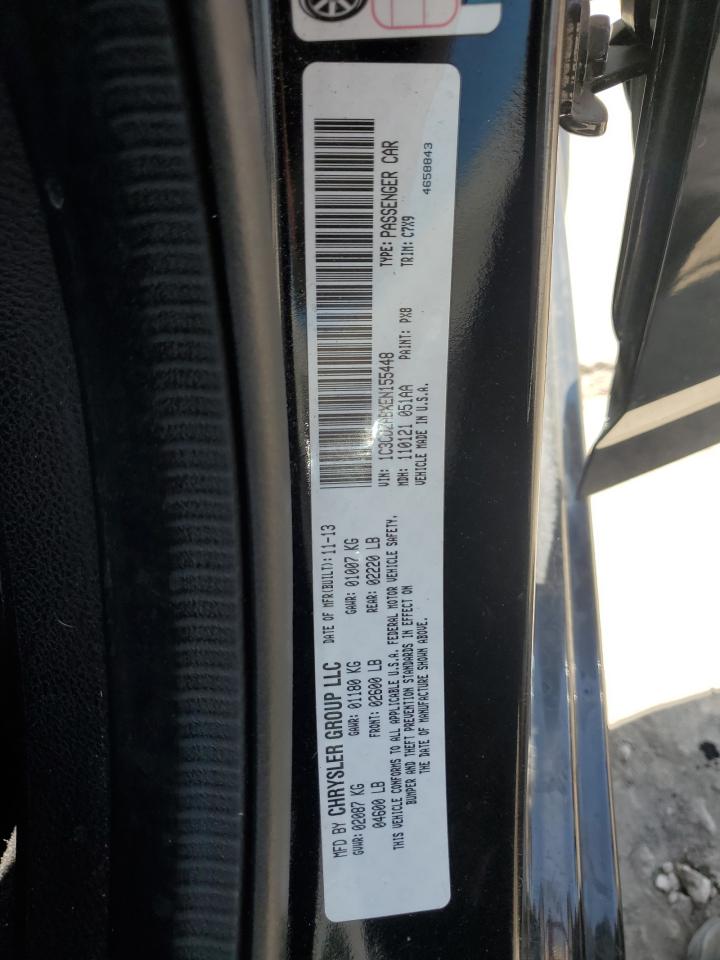 MFD BY CHRYSLER GROUP LLC DATE OF MFR(BUILT): 11-13
GVWR: 02087 KG GAWR: 01180 KG GAWR: 01007 KG
04600 LB FRONT: 02600 LB REAR: 02220 LB
THIS VEHICLE CONFORMS TO ALL APPLICABLE U.S.A. FEDERAL MOTOR VEHICLE SAFETY,
BUMPER AND THEFT PREVENTION STANDARDS IN EFFECT ON
THE DATE OF MANUFACTURE SHOWN ABOVE.
VIN: 1C3CDZABXEN155448 TYPE: PASSENGER CAR
MDH: 110121 051AA PAINT: PX8 TRIM: C7X9
VEHICLE MADE IN U.S.A.
4658843